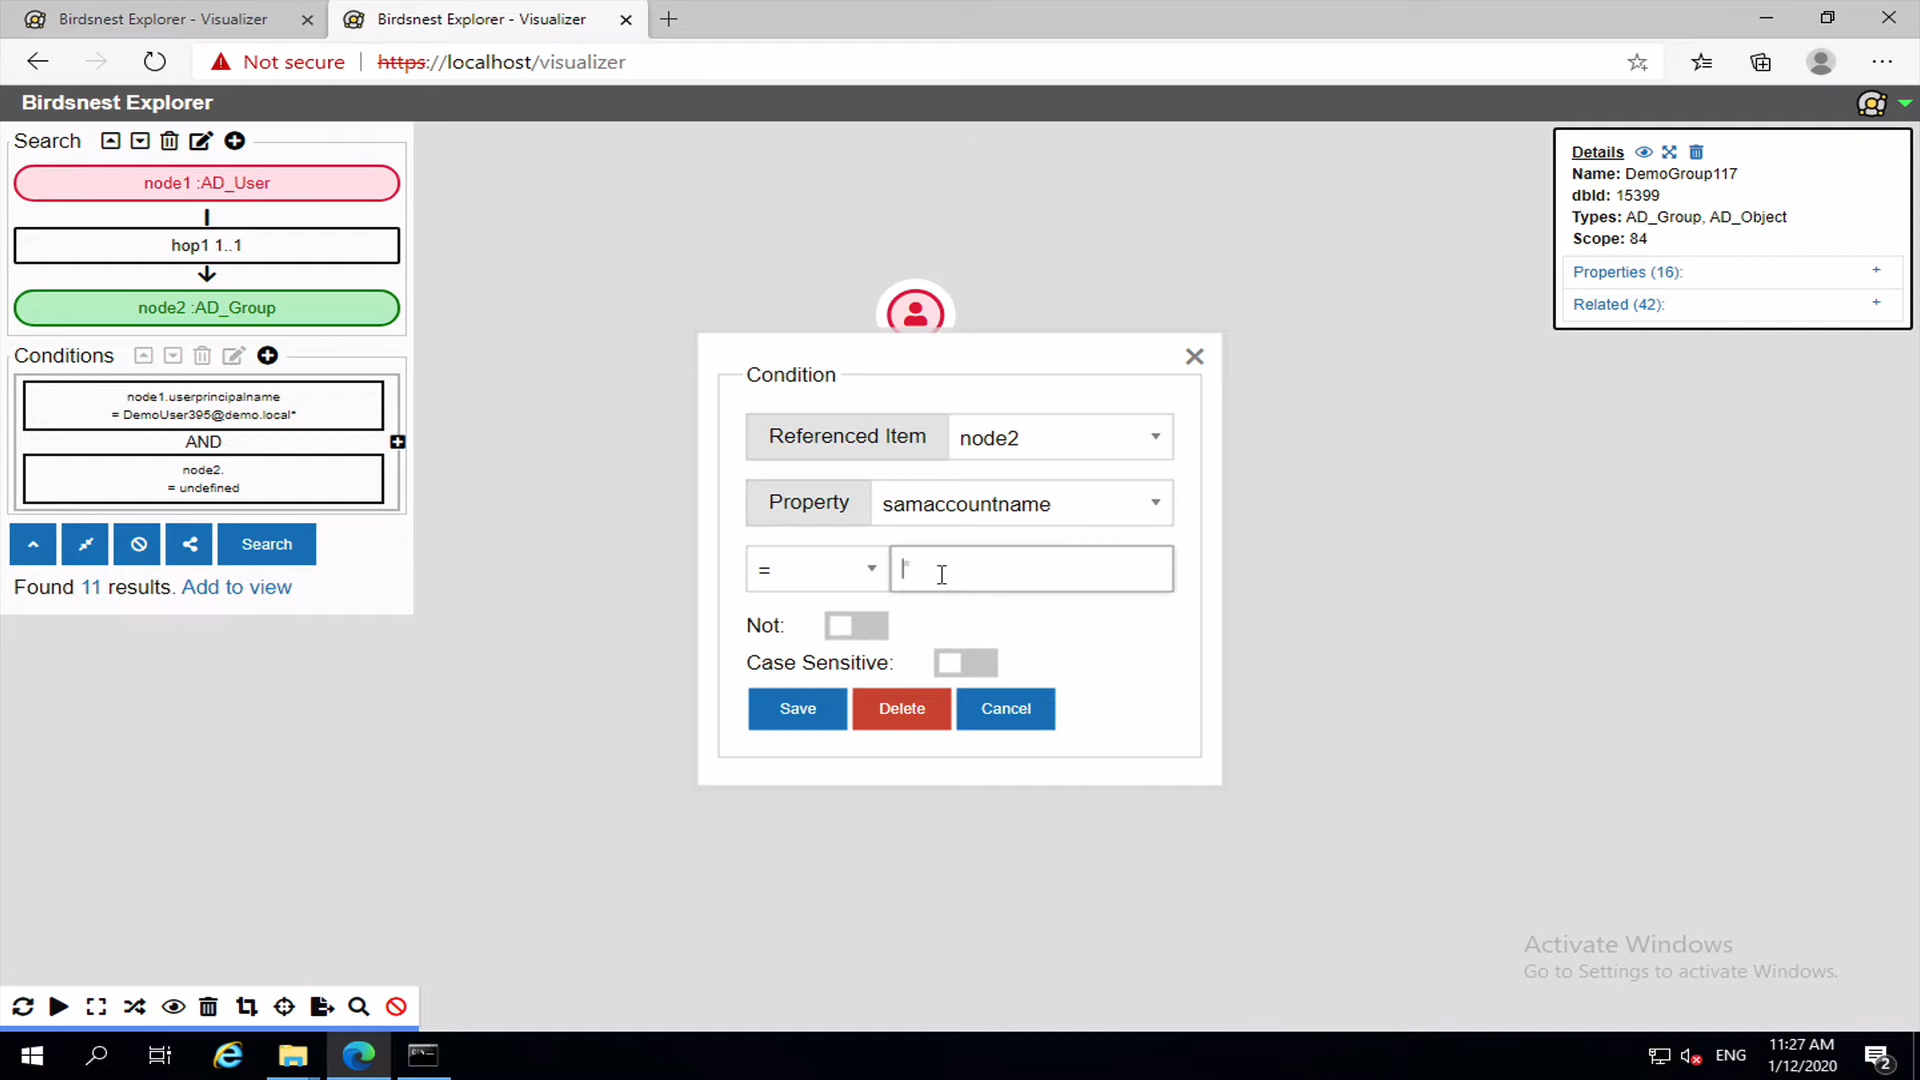 Birdsnest Explorer - Visualizer
Birdsnest Explorer - Visualizer
Not secure
https://localhost/visualizer
Birdsnest Explorer
Search
node1 :AD_User
hop1 1..1
node2 :AD_Group
Conditions
node1.userprincipalname
= DemoUser395@demo.local*
AND
node2.
= undefined
Search
Found 11 results. Add to view
Condition
Referenced Item node2
Property samaccountname
= *
Not:
Case Sensitive:
Save Delete Cancel
Details
Name: DemoGroup117
dbId: 15399
Types: AD_Group, AD_Object
Scope: 84
Properties (16): +
Related (42): +
Activate Windows
Go to Settings to activate Windows.
ENG
11:27 AM
1/12/2020
2